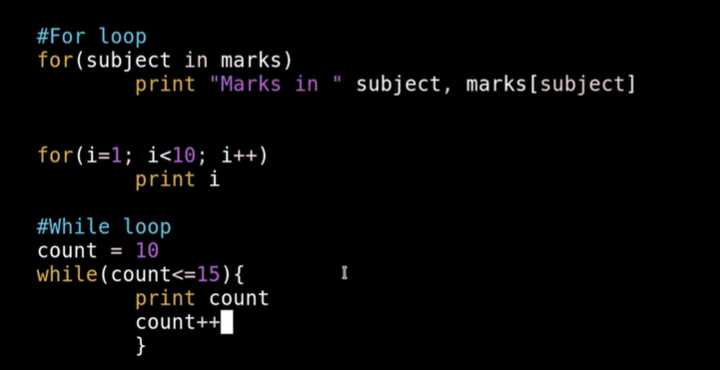 #For loop
for(subject in marks)
print "Marks in " subject, marks[subject]
for(i=1; i<10; i++)
print i
#While loop
count = 10
while(count<=15){
print count
count++
}